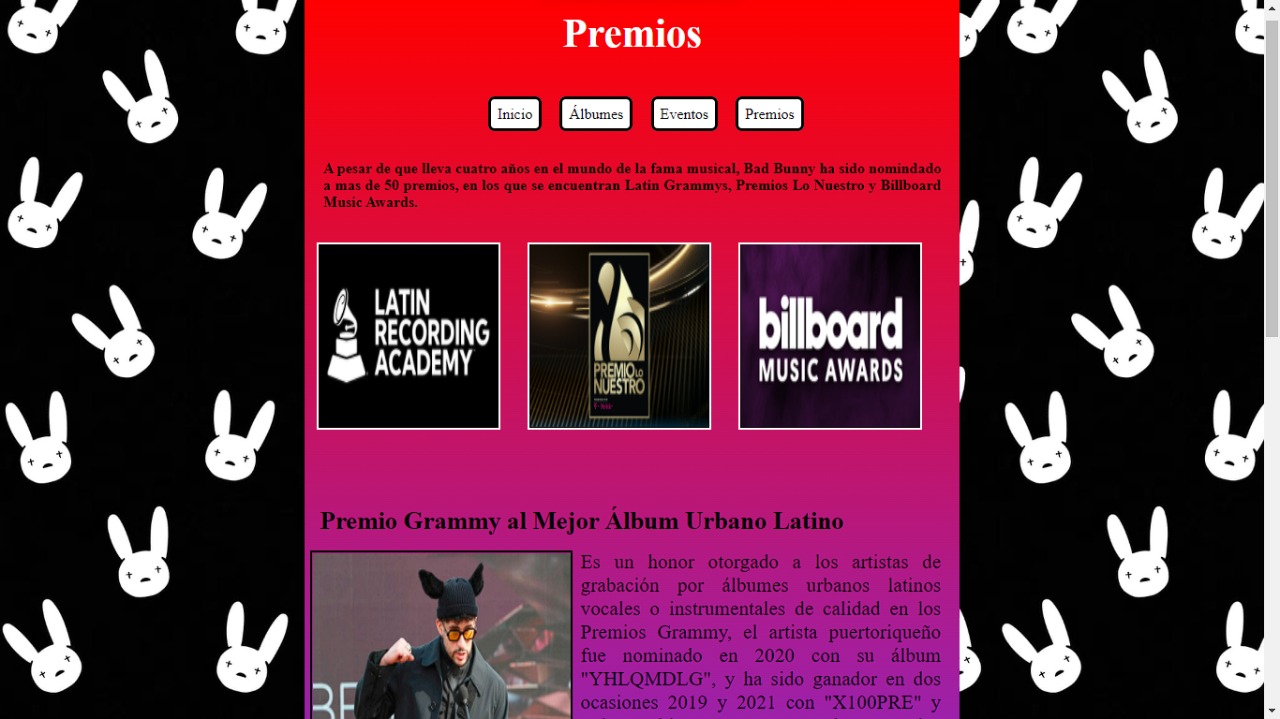 Premios
Inicio Álbumes Eventos Premios
A pesar de que lleva cuatro años en el mundo de la fama musical, Bad Bunny ha sido nomindado
a mas de 50 premios, en los que se encuentran Latin Grammys, Premios Lo Nuestro y Billboard
Music Awards.
LATIN
RECORDING
ACADEMY
PREMIO LO
NUESTRO
billboard
MUSIC AWARDS
Premio Grammy al Mejor Álbum Urbano Latino
Es un honor otorgado a los artistas de
grabación por álbumes urbanos latinos
vocales o instrumentales de calidad en los
Premios Grammy, el artista puertoriqueño
fue nominado en 2020 con su álbum
"YHLQMDLG", y ha sido ganador en dos
ocasiones 2019 y 2021 con "X100PRE" y